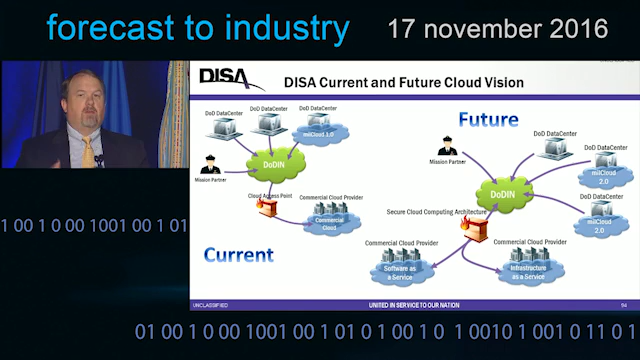 forecast to industry 17 november 2016
DISA
DISA Current and Future Cloud Vision
DoD DataCenter
DoD DataCenter
DoD DataCenter
milCloud 1.0
DoDIN
Mission Partner
Cloud Access Point
Commercial Cloud Provider
Commercial
Cloud
Current
Future
DoD DataCenter
DoD DataCenter
milCloud
2.0
Mission Partner
DoDIN
DoD DataCenter
milCloud
2.0
Secure Cloud Computing Architecture
Commercial Cloud Provider
Software as
a Service
Commercial Cloud Provider
Infrastructure
as a Service
UNCLASSIFIED
UNITED IN SERVICE TO OUR NATION
94
1 00 1 0 00 1001 00 1 01
01 00 1 0 00 1001 00 1 01 0 1 00 1 0 1 0010 1 001 0 11 0 1